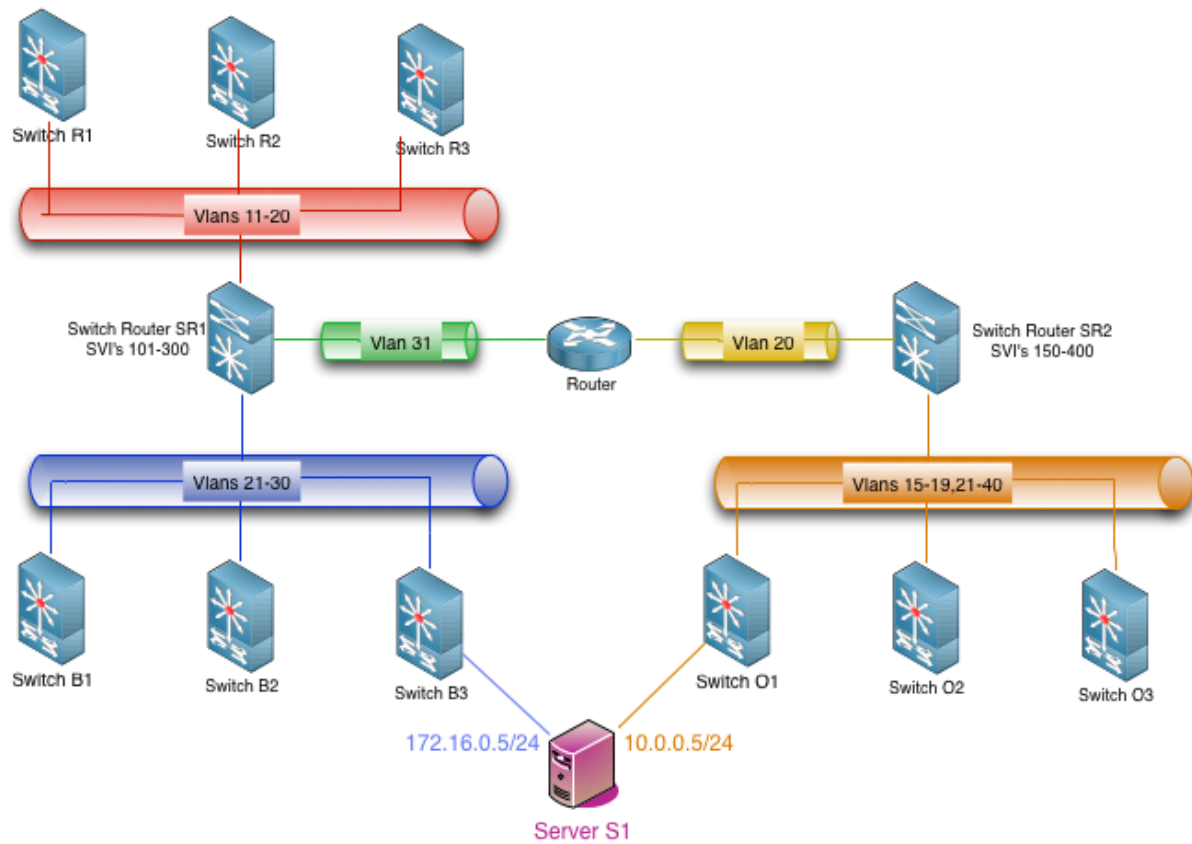 Switch R1
Switch R2
Switch R3
Vlans 11-20
Switch Router SR1
SVI's 101-300
Vlan 31
Router
Vlan 20
Switch Router SR2
SVI's 150-400
Vlans 21-30
Vlans 15-19,21-40
Switch B1
Switch B2
Switch B3
Switch O1
Switch O2
Switch O3
172.16.0.5/24
10.0.0.5/24
Server S1